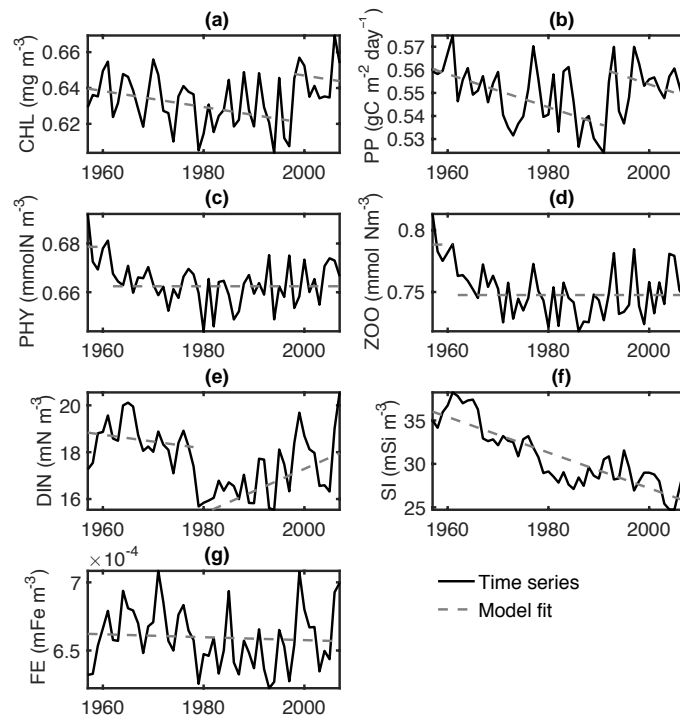 (a)
CHL (mg m⁻³)
0.66
0.64
0.62
1960 1980 2000
(b)
PP (gC m⁻² day⁻¹)
0.57
0.56
0.55
0.53
1960 1980 2000
(c)
PHY (mmolN m⁻³)
0.68
0.66
1960 1980 2000
(d)
ZOO (mmol Nm⁻³)
0.8
0.75
1960 1980 2000
(e)
DIN (mN m⁻³)
20
18
16
1960 1980 2000
(f)
SI (mSi m⁻³)
35
30
25
1960 1980 2000
(g)
×10⁻⁴
FE (mFe m⁻³)
7
6.5
1960 1980 2000
Time series
Model fit